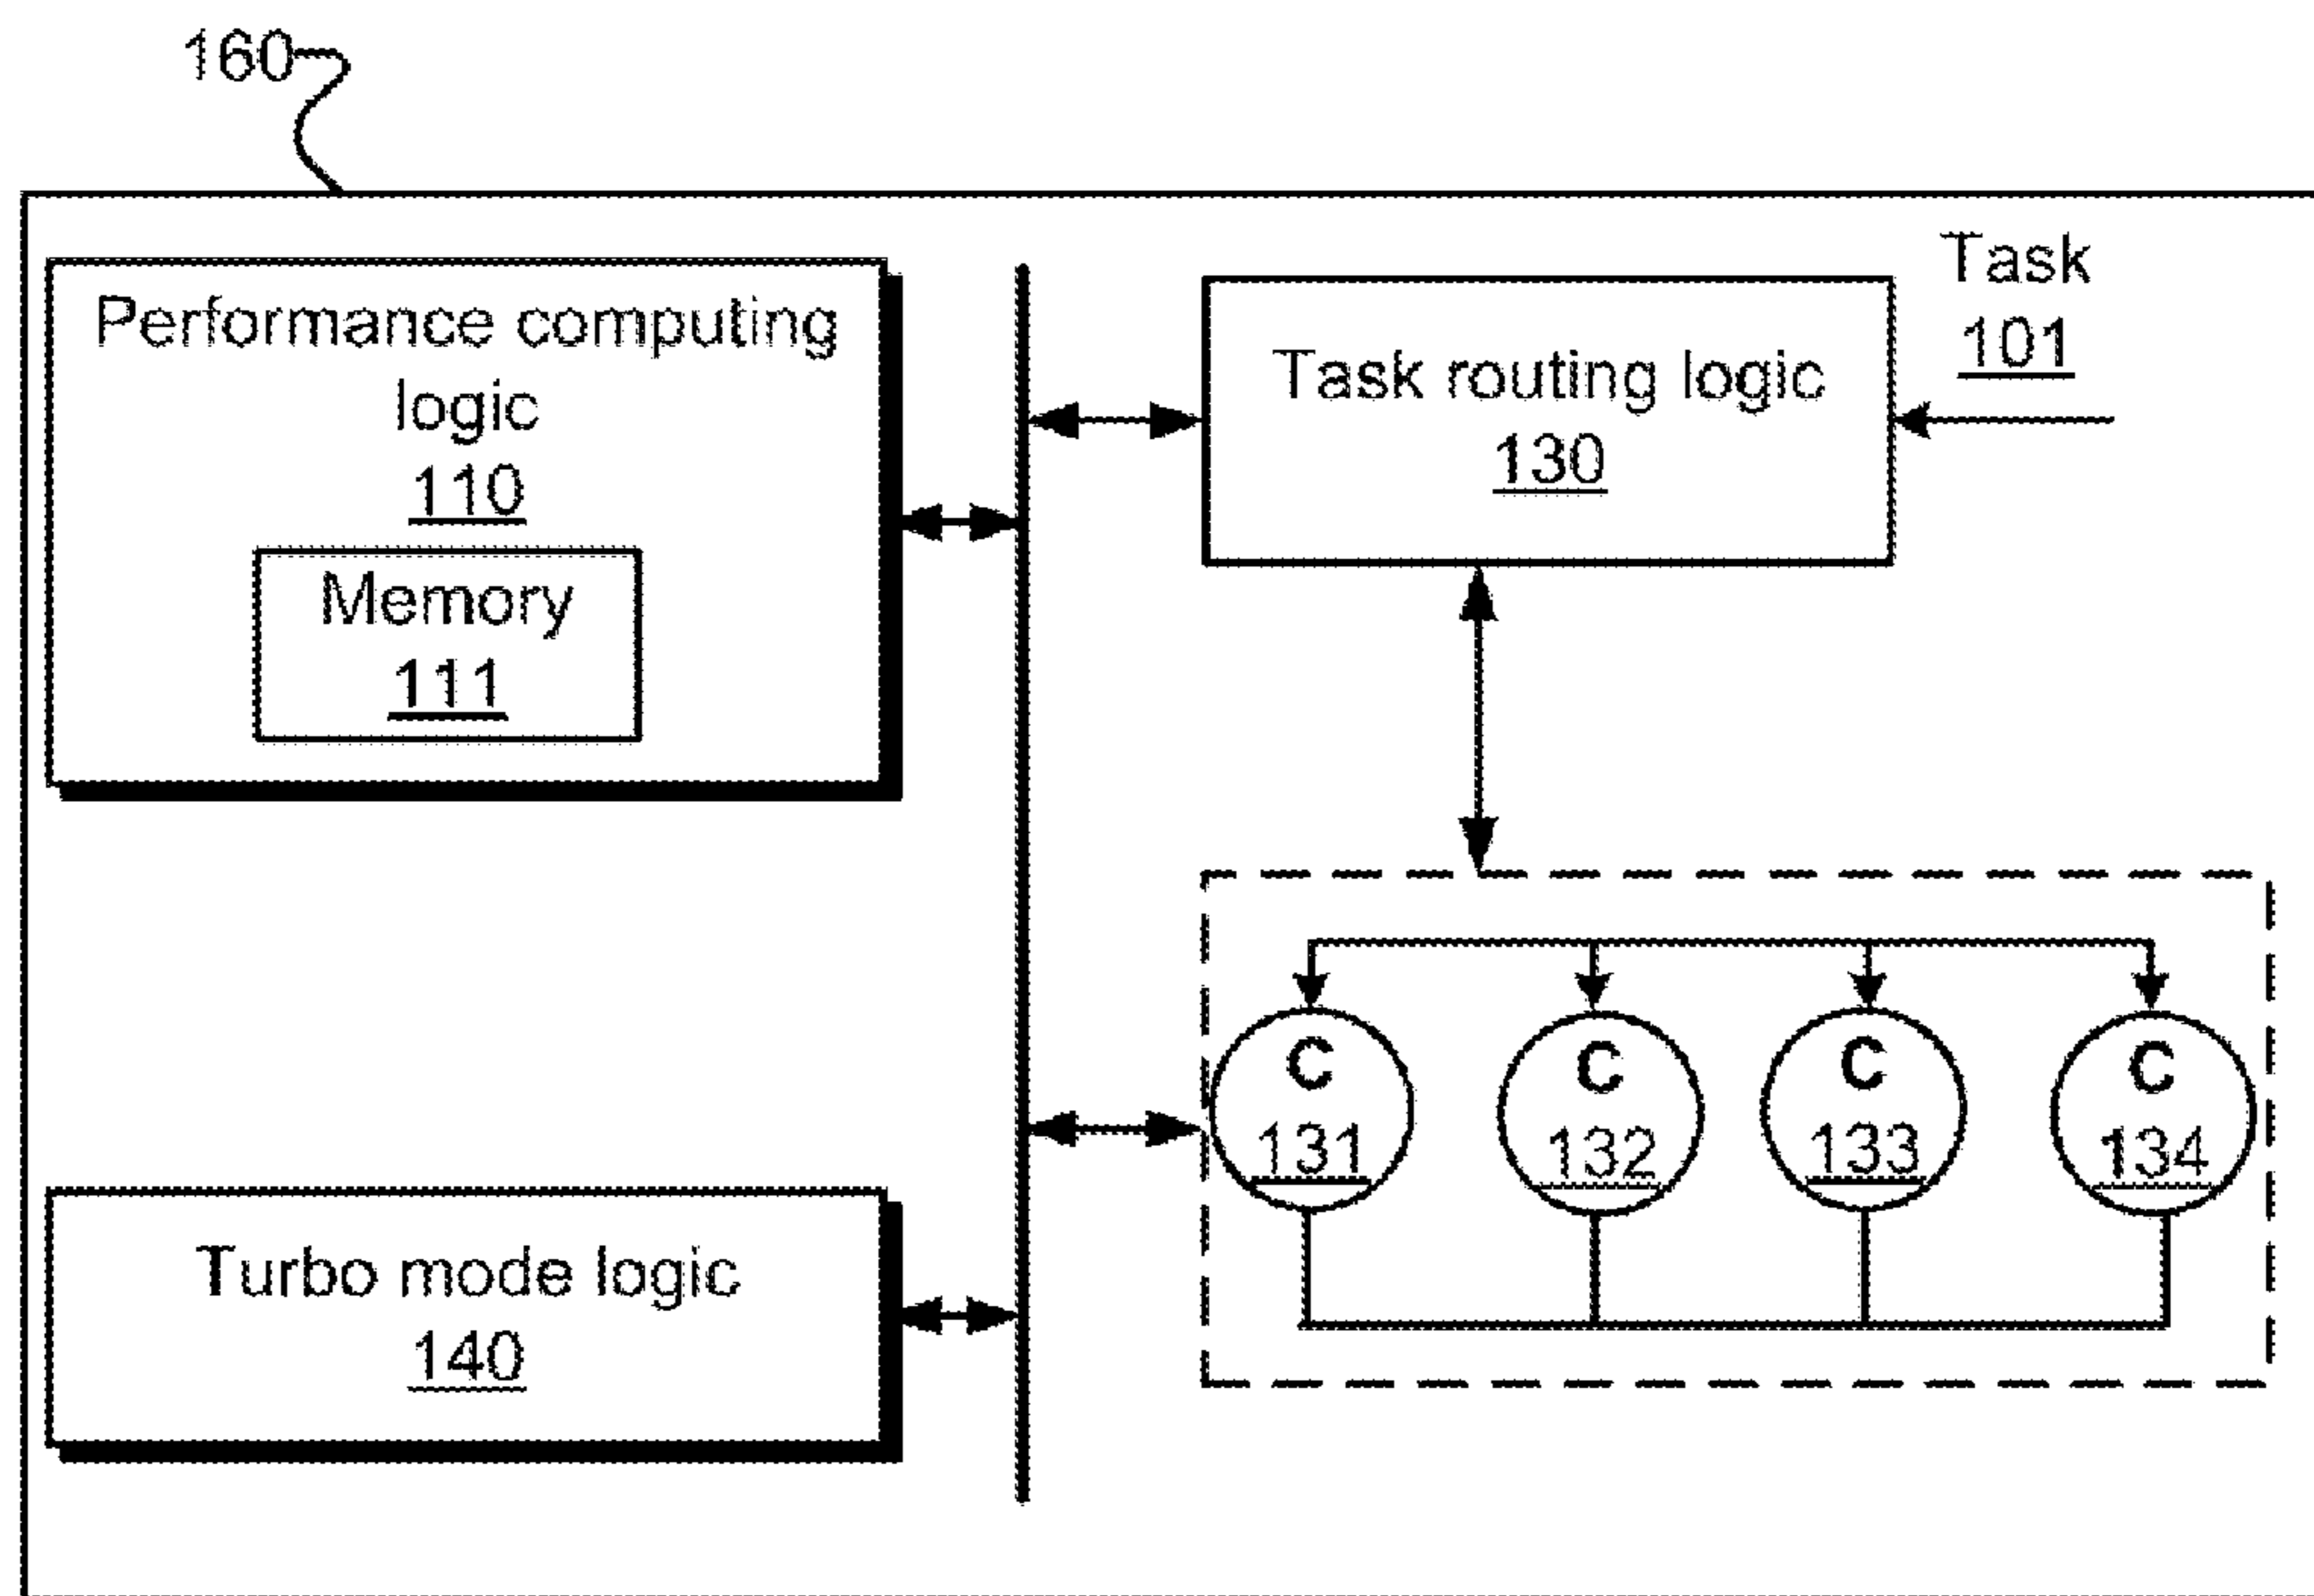 160
Performance computing
logic
110
Memory
111
Task
101
Task routing logic
130
C
131
C
132
C
133
C
134
Turbo mode logic
140